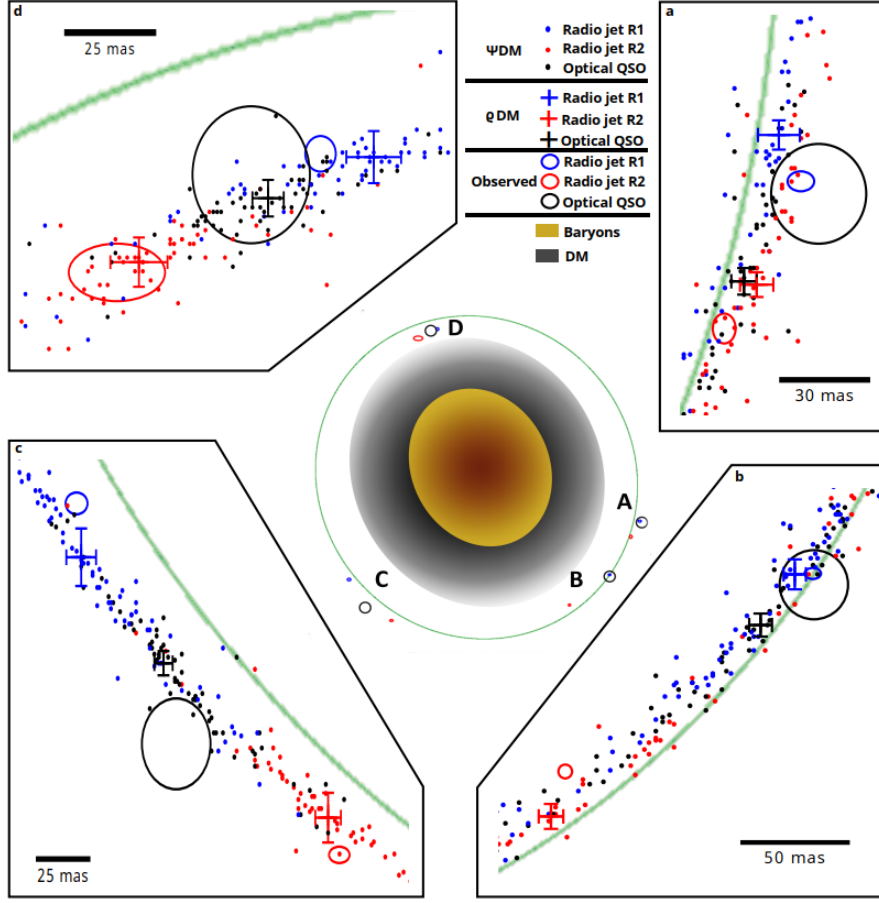 d
25 mas
ΨDM
Radio jet R1
Radio jet R2
Optical QSO
ϱ DM
Radio jet R1
Radio jet R2
Optical QSO
Observed
Radio jet R1
Radio jet R2
Optical QSO
Baryons
DM
a
30 mas
D
A
B
C
c
25 mas
b
50 mas